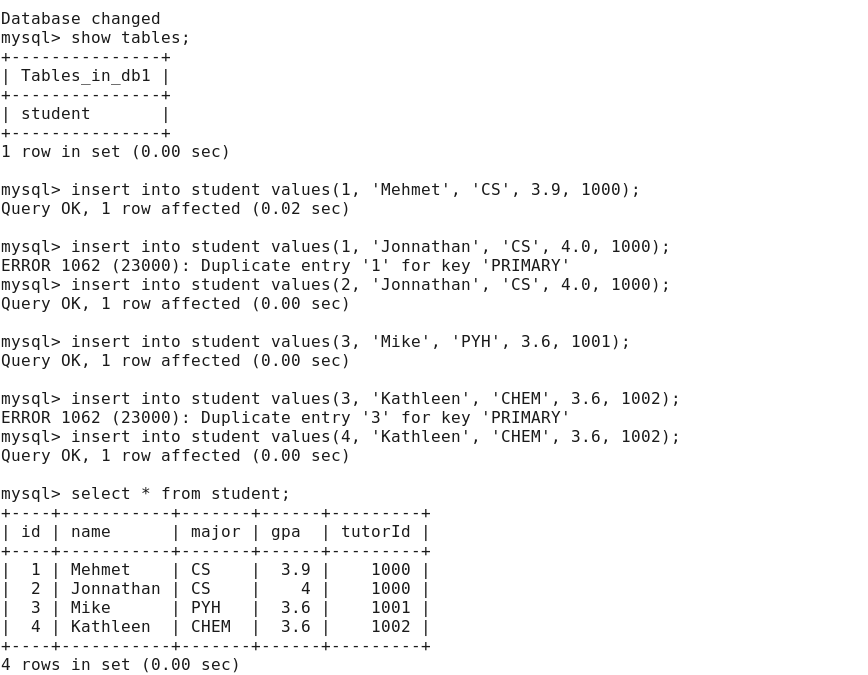 Database changed
mysql> show tables;
+---------------+
| Tables_in_db1 |
+---------------+
| student       |
+---------------+
1 row in set (0.00 sec)

mysql> insert into student values(1, 'Mehmet', 'CS', 3.9, 1000);
Query OK, 1 row affected (0.02 sec)

mysql> insert into student values(1, 'Jonnathan', 'CS', 4.0, 1000);
ERROR 1062 (23000): Duplicate entry '1' for key 'PRIMARY'
mysql> insert into student values(2, 'Jonnathan', 'CS', 4.0, 1000);
Query OK, 1 row affected (0.00 sec)

mysql> insert into student values(3, 'Mike', 'PYH', 3.6, 1001);
Query OK, 1 row affected (0.00 sec)

mysql> insert into student values(3, 'Kathleen', 'CHEM', 3.6, 1002);
ERROR 1062 (23000): Duplicate entry '3' for key 'PRIMARY'
mysql> insert into student values(4, 'Kathleen', 'CHEM', 3.6, 1002);
Query OK, 1 row affected (0.00 sec)

mysql> select * from student;
+----+-----------+-------+------+---------+
| id | name      | major | gpa  | tutorId |
+----+-----------+-------+------+---------+
|  1 | Mehmet    | CS    |  3.9 |    1000 |
|  2 | Jonnathan | CS    |    4 |    1000 |
|  3 | Mike      | PYH   |  3.6 |    1001 |
|  4 | Kathleen  | CHEM  |  3.6 |    1002 |
+----+-----------+-------+------+---------+
4 rows in set (0.00 sec)